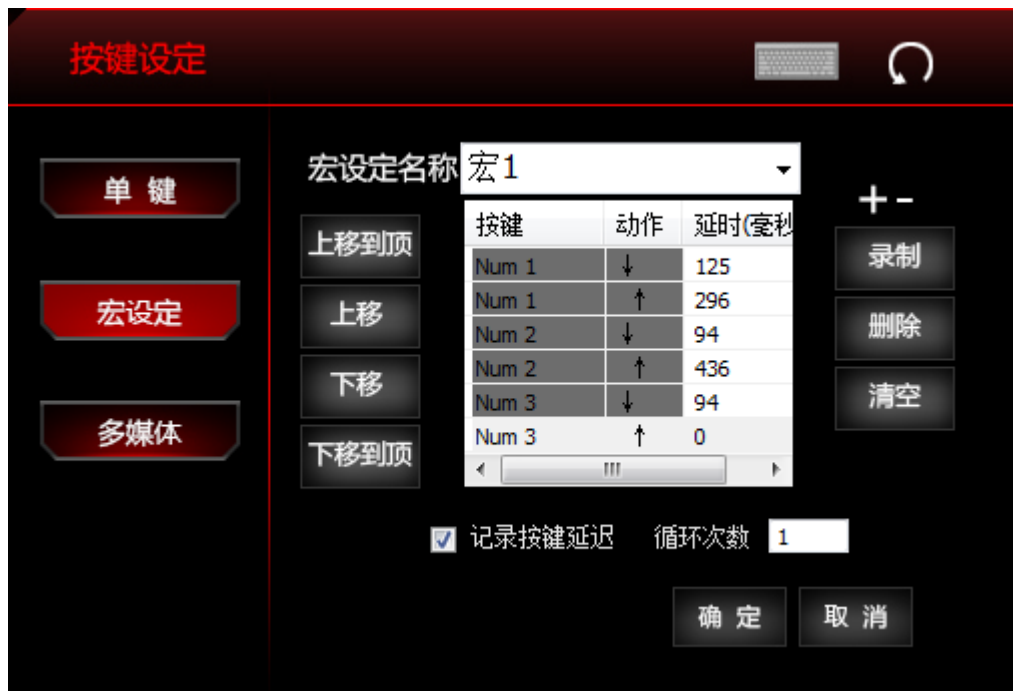 按键设定
单 键
宏设定
多媒体
宏设定名称 宏1
+ -
上移到顶
上移
下移
下移到顶
按键 动作 延时(毫秒
Num 1 ↓ 125
Num 1 ↑ 296
Num 2 ↓ 94
Num 2 ↑ 436
Num 3 ↓ 94
Num 3 ↑ 0
录制
删除
清空
记录按键延迟 循环次数 1
确 定 取 消